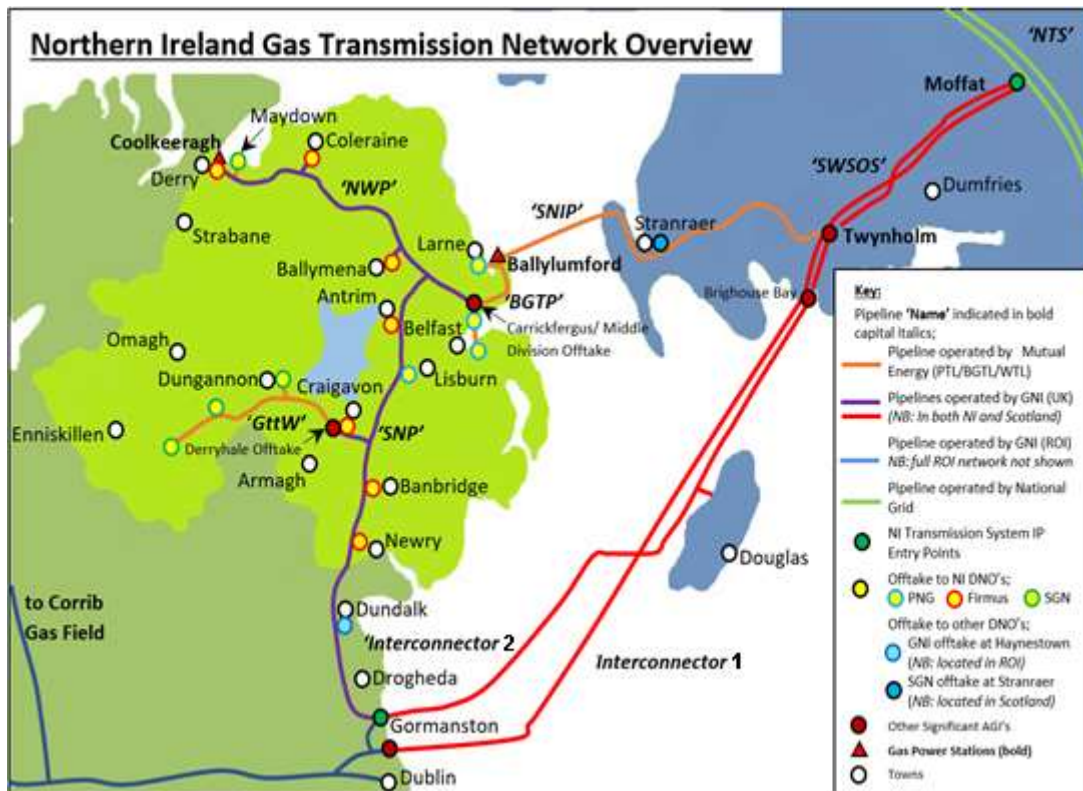 Northern Ireland Gas Transmission Network Overview
'NTS'
Moffat
Maydown
Coolkeeragh
Coleraine
Derry
'NWP'
'SWSOS'
Dumfries
'SNIP'
Stranraer
Strabane
Larne
Twynholm
Ballymena
Ballylumford
Antrim
'BGTP'
Brighouse Bay
Belfast
Carrickfergus/ Middle
Division Offtake
Omagh
Dungannon
Craigavon
Lisburn
Enniskillen
'GttW'
'SNP'
Derryhale Offtake
Armagh
Banbridge
Newry
Douglas
to Corrib
Gas Field
Dundalk
'Interconnector 2
Interconnector 1
Drogheda
Gormanston
Dublin
Key:
Pipeline 'Name' indicated in bold
capital Italics;
Pipeline operated by Mutual
Energy (PTL/BGTL/WTL)
Pipelines operated by GNI (UK)
(NB: In both NI and Scotland)
Pipeline operated by GNI (ROI)
NB: full ROI network not shown
Pipeline operated by National
Grid
NI Transmission System IP
Entry Points
Offtake to NI DNO's;
PNG Firmus SGN
Offtake to other DNO's;
GNI offtake at Haynestown
(NB: located in ROI)
SGN offtake at Stranraer
(NB: located in Scotland)
Other Significant AGI's
Gas Power Stations (bold)
Towns